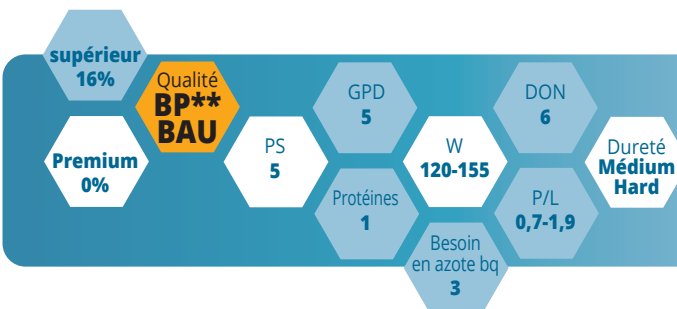 supérieur
16%
Premium
0%
Qualité
BP**
BAU
PS
5
GPD
5
Protéines
1
W
120-155
Besoin
en azote bq
3
DON
6
P/L
0,7-1,9
Dureté
Médium
Hard